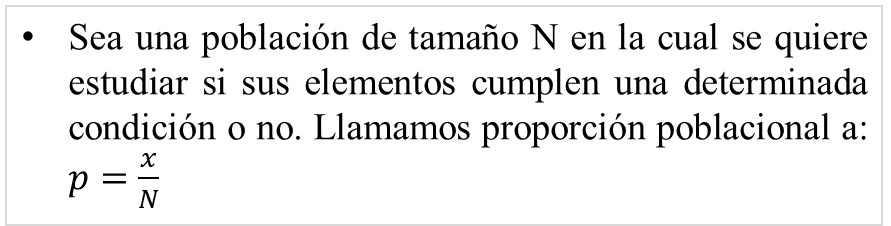 • Sea una población de tamaño N en la cual se quiere
estudiar si sus elementos cumplen una determinada
condición o no. Llamamos proporción poblacional a:
p = x/N